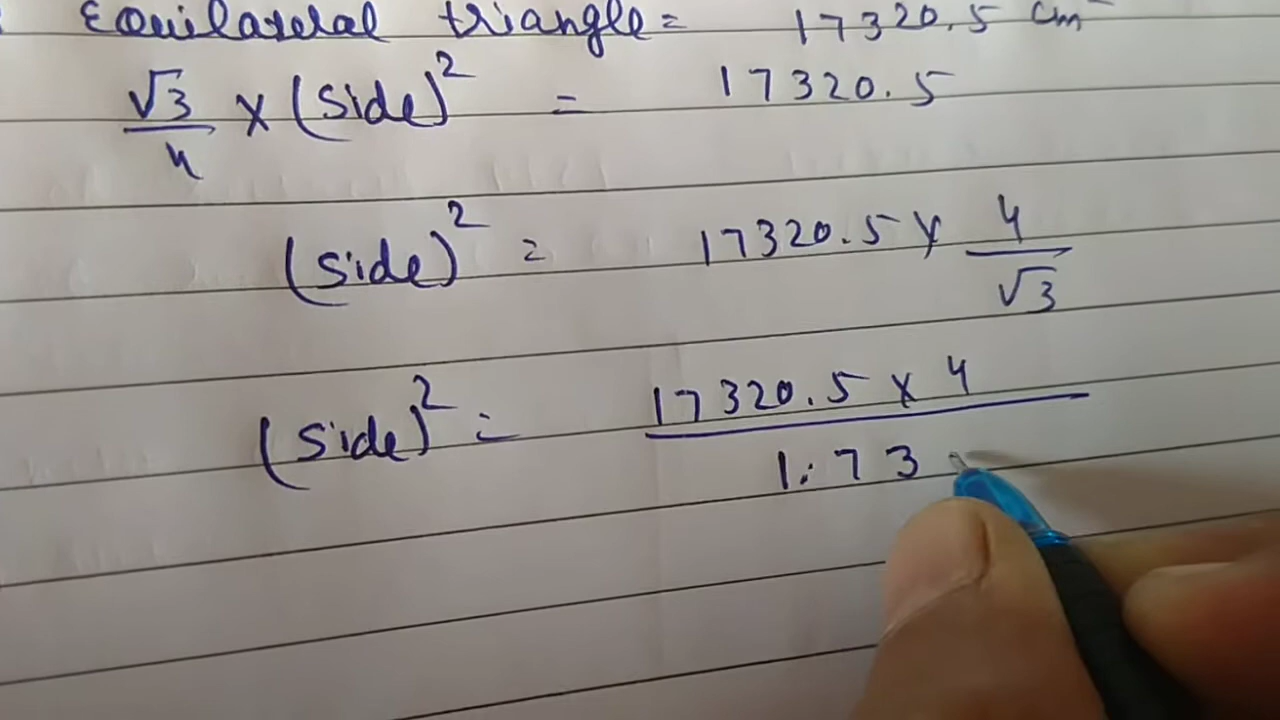 Equilateral triangle = 17320.5 cm²
√3/4 × (side)² = 17320.5
(side)² = 17320.5 × 4/√3
(side)² = 17320.5 × 4 / 1.73